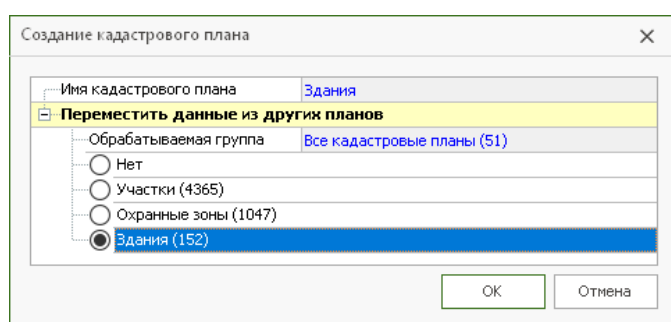 Создание кадастрового плана
Имя кадастрового плана Здания
Переместить данные из других планов
Обрабатываемая группа Все кадастровые планы (51)
Нет
Участки (4365)
Охранные зоны (1047)
Здания (152)
ОК Отмена